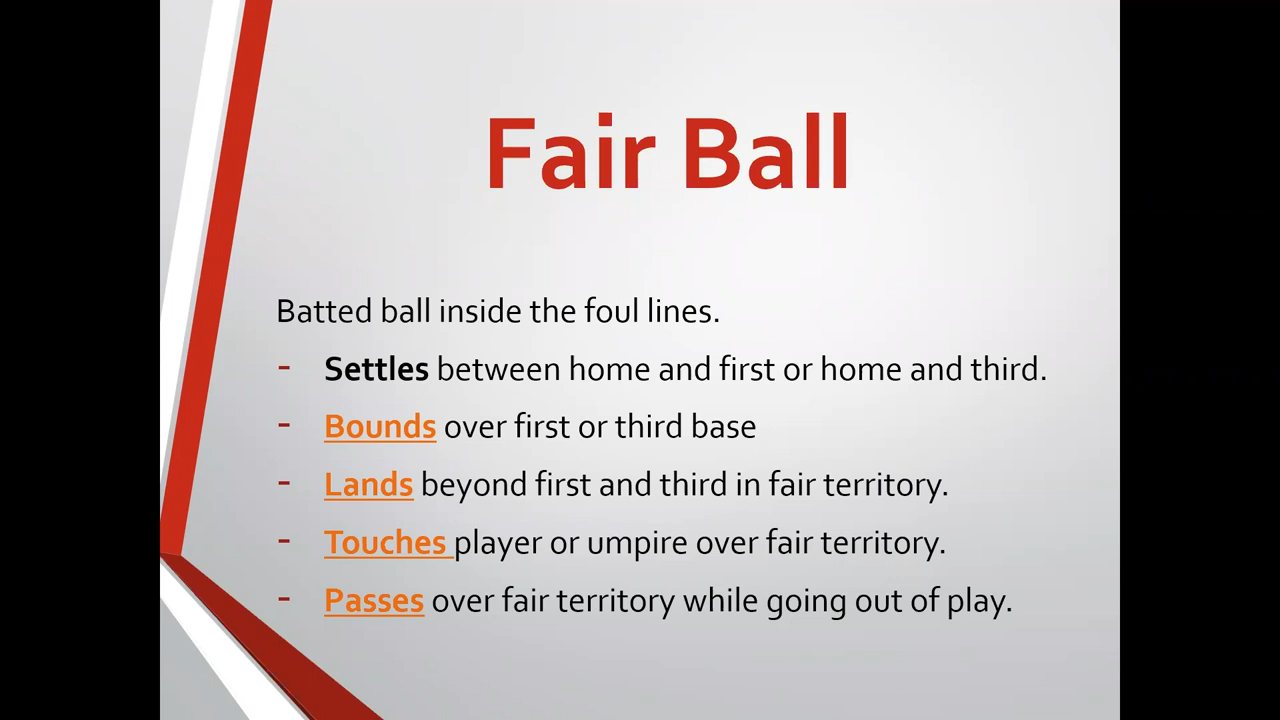 Fair Ball
Batted ball inside the foul lines.
- Settles between home and first or home and third.
- Bounds over first or third base
- Lands beyond first and third in fair territory.
- Touches player or umpire over fair territory.
- Passes over fair territory while going out of play.